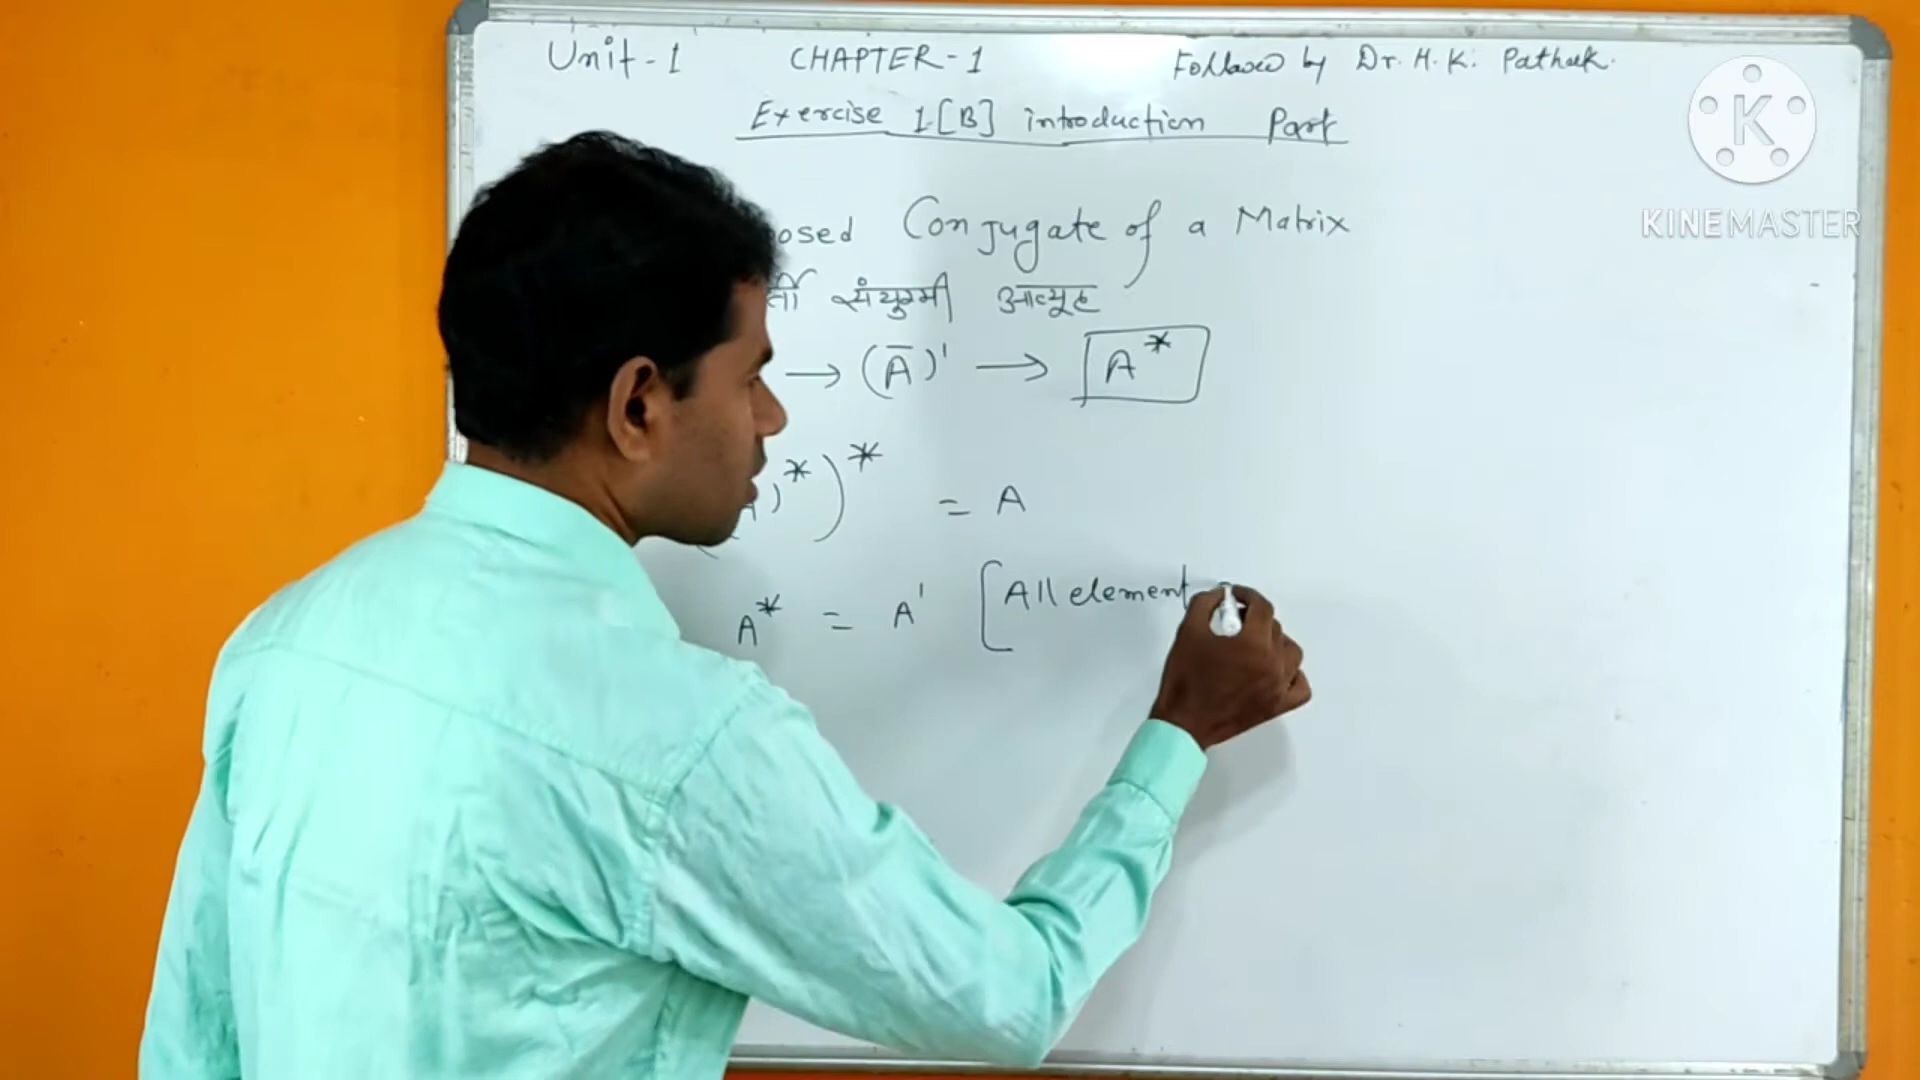 Unit-1 CHAPTER-1 Followed by Dr. H. K. Pathak.
Exercise 1[B] introduction Part
K
KINEMASTER
osed Conjugate of a Matrix
र्ती संयुग्मी आव्यूह
→ (Ā)' → A*
)*)* = A
A* = A' [All element